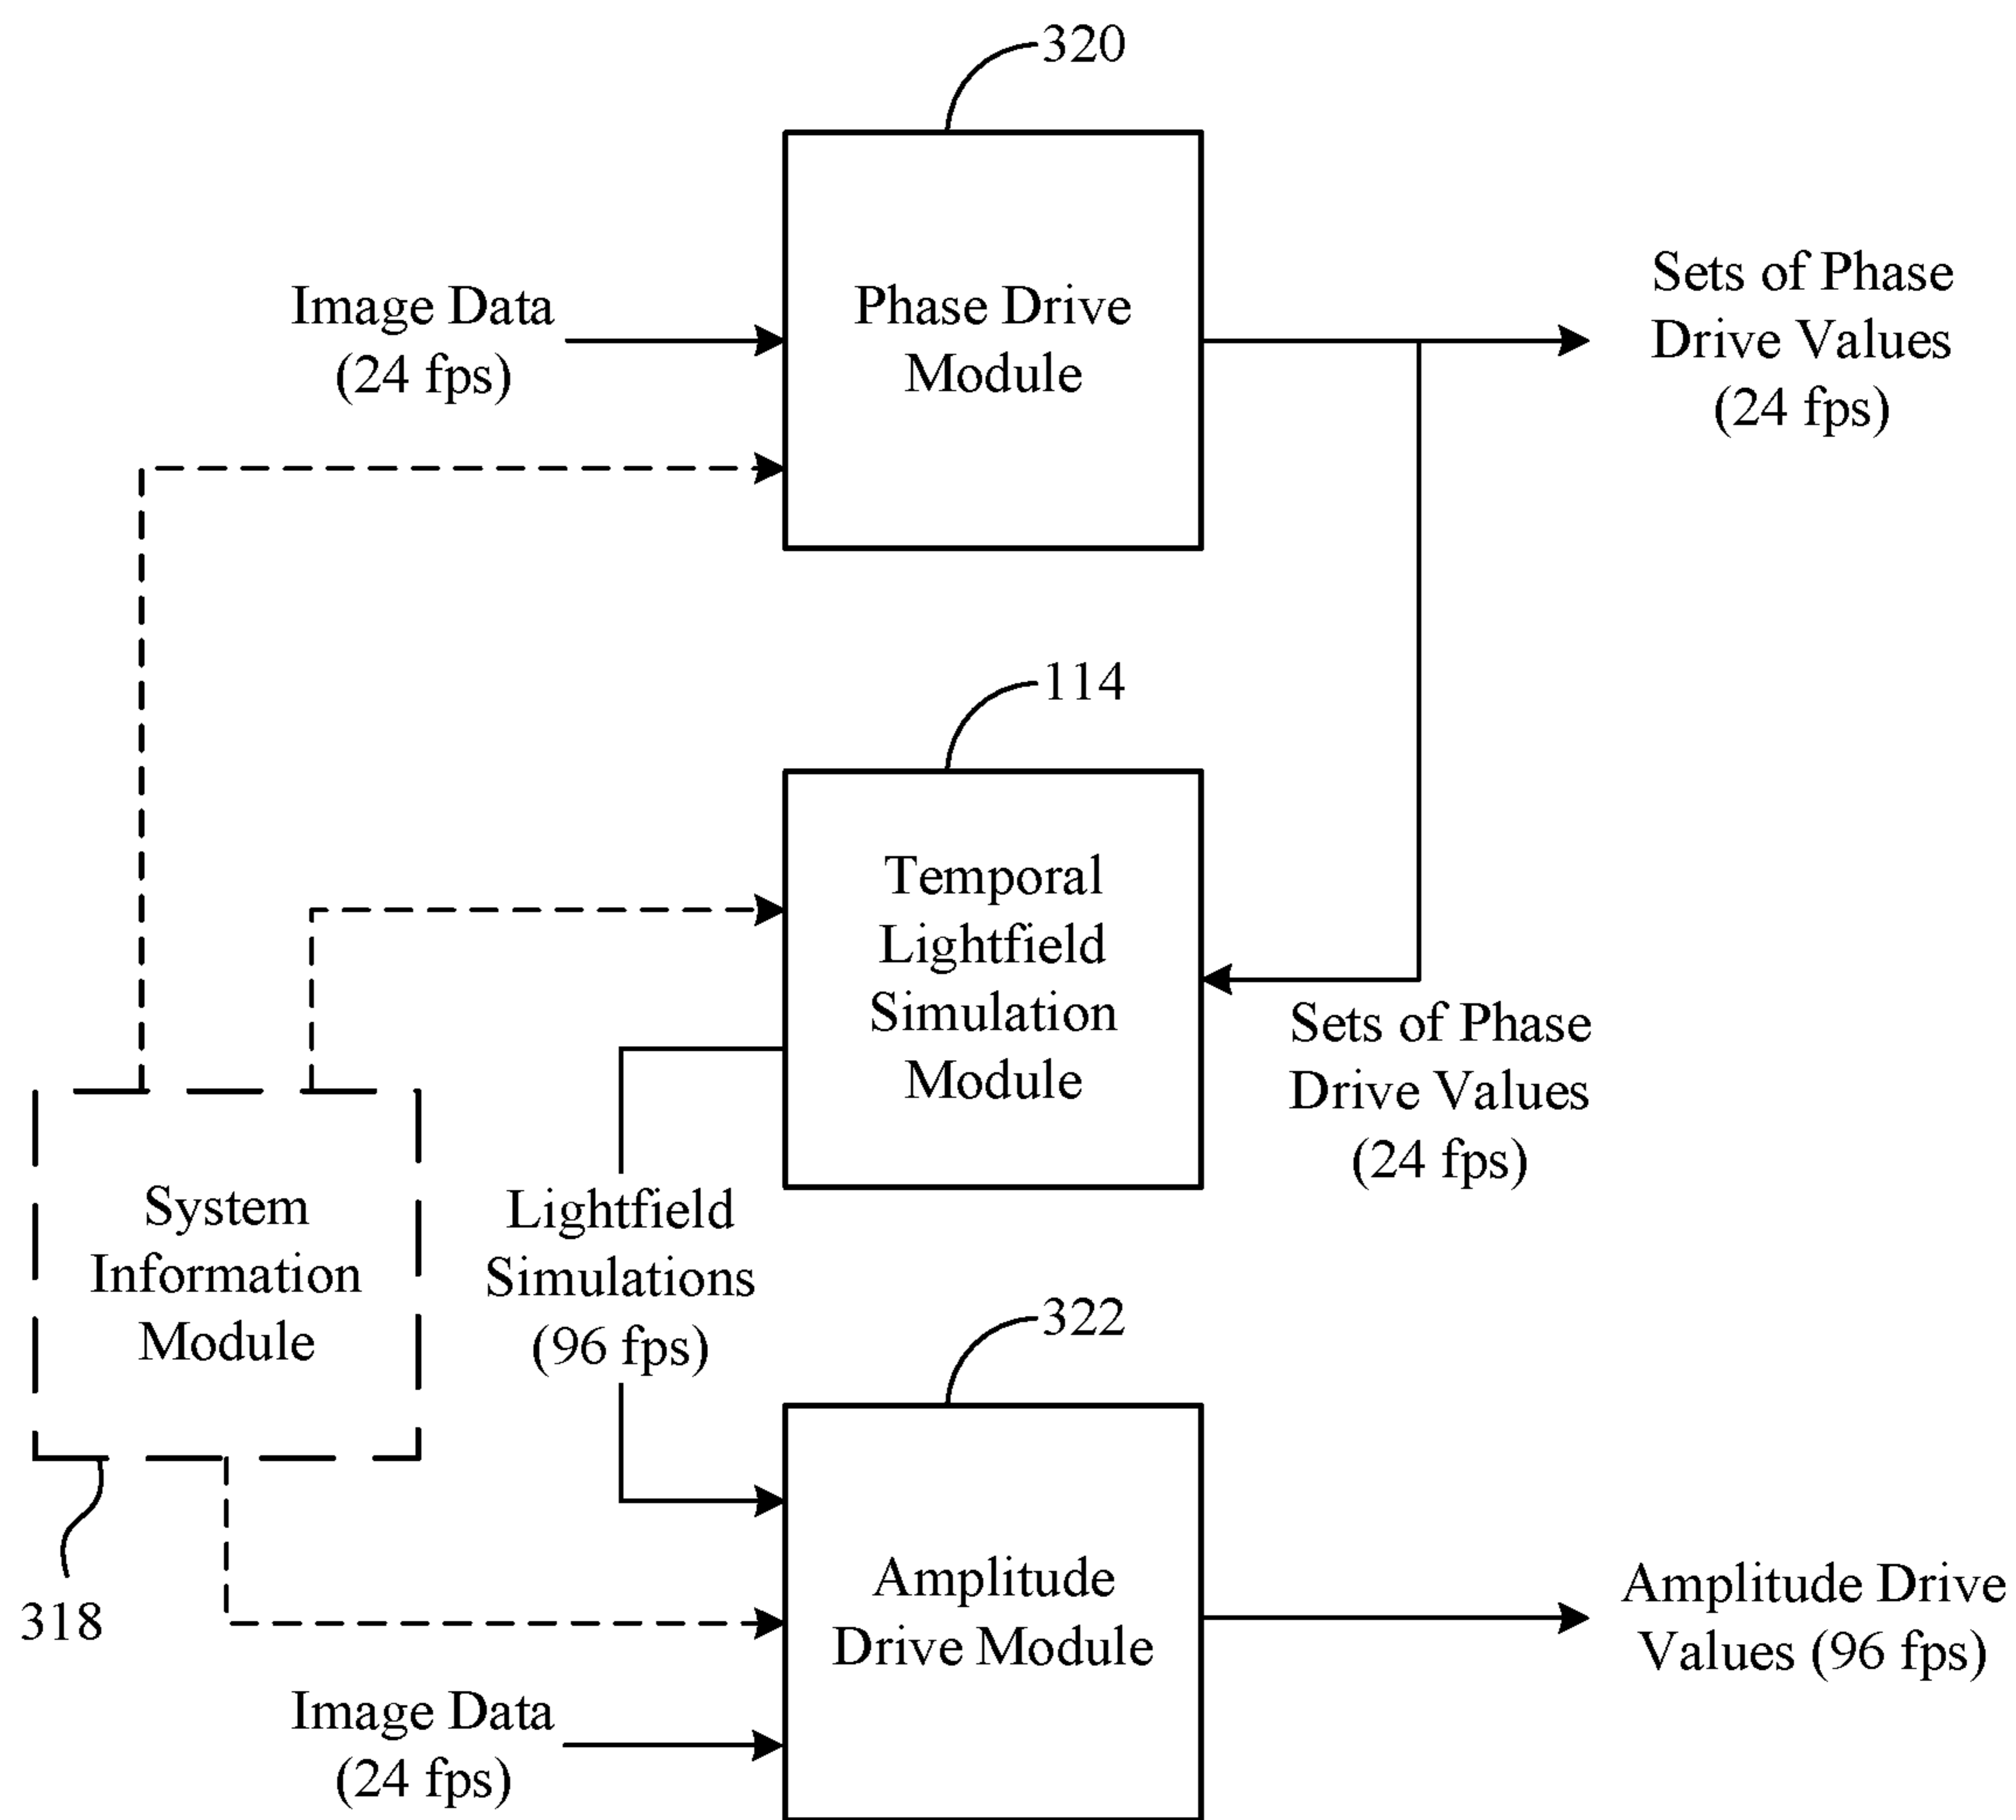 320
Image Data
(24 fps)
Phase Drive
Module
Sets of Phase
Drive Values
(24 fps)
114
Temporal
Lightfield
Simulation
Module
Sets of Phase
Drive Values
(24 fps)
System
Information
Module
318
Lightfield
Simulations
(96 fps)
322
Amplitude
Drive Module
Image Data
(24 fps)
Amplitude Drive
Values (96 fps)